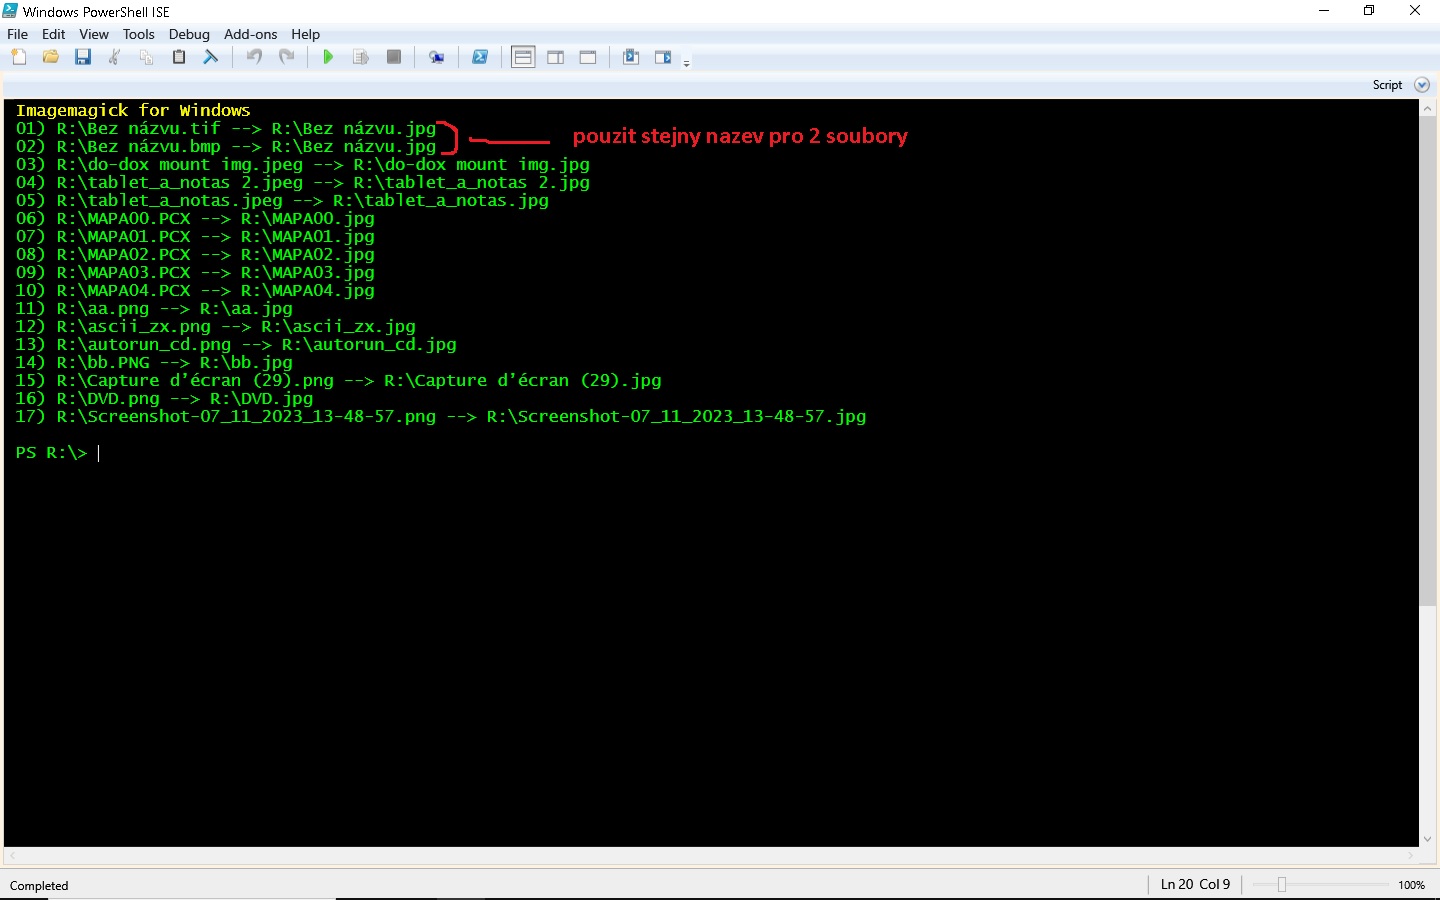 Windows PowerShell ISE
File Edit View Tools Debug Add-ons Help
Script
Imagemagick for Windows
01) R:\Bez názvu.tif --> R:\Bez názvu.jpg
pouzit stejny nazev pro 2 soubory
02) R:\Bez názvu.bmp --> R:\Bez názvu.jpg
03) R:\do-dox mount img.jpeg --> R:\do-dox mount img.jpg
04) R:\tablet_a_notas 2.jpeg --> R:\tablet_a_notas 2.jpg
05) R:\tablet_a_notas.jpeg --> R:\tablet_a_notas.jpg
06) R:\MAPA00.PCX --> R:\MAPA00.jpg
07) R:\MAPA01.PCX --> R:\MAPA01.jpg
08) R:\MAPA02.PCX --> R:\MAPA02.jpg
09) R:\MAPA03.PCX --> R:\MAPA03.jpg
10) R:\MAPA04.PCX --> R:\MAPA04.jpg
11) R:\aa.png --> R:\aa.jpg
12) R:\ascii_zx.png --> R:\ascii_zx.jpg
13) R:\autorun_cd.png --> R:\autorun_cd.jpg
14) R:\bb.PNG --> R:\bb.jpg
15) R:\Capture d’écran (29).png --> R:\Capture d’écran (29).jpg
16) R:\DVD.png --> R:\DVD.jpg
17) R:\Screenshot-07_11_2023_13-48-57.png --> R:\Screenshot-07_11_2023_13-48-57.jpg
PS R:\>
Completed
Ln 20 Col 9
100%